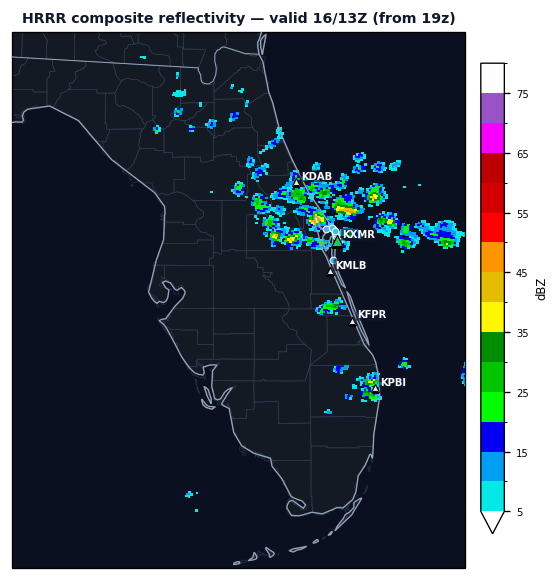 HRRR composite reflectivity — valid 16/13Z (from 19z)
KDAB
KXMR
KMLB
KFPR
KPBI
75
65
55
45
35
25
15
5
dBZ